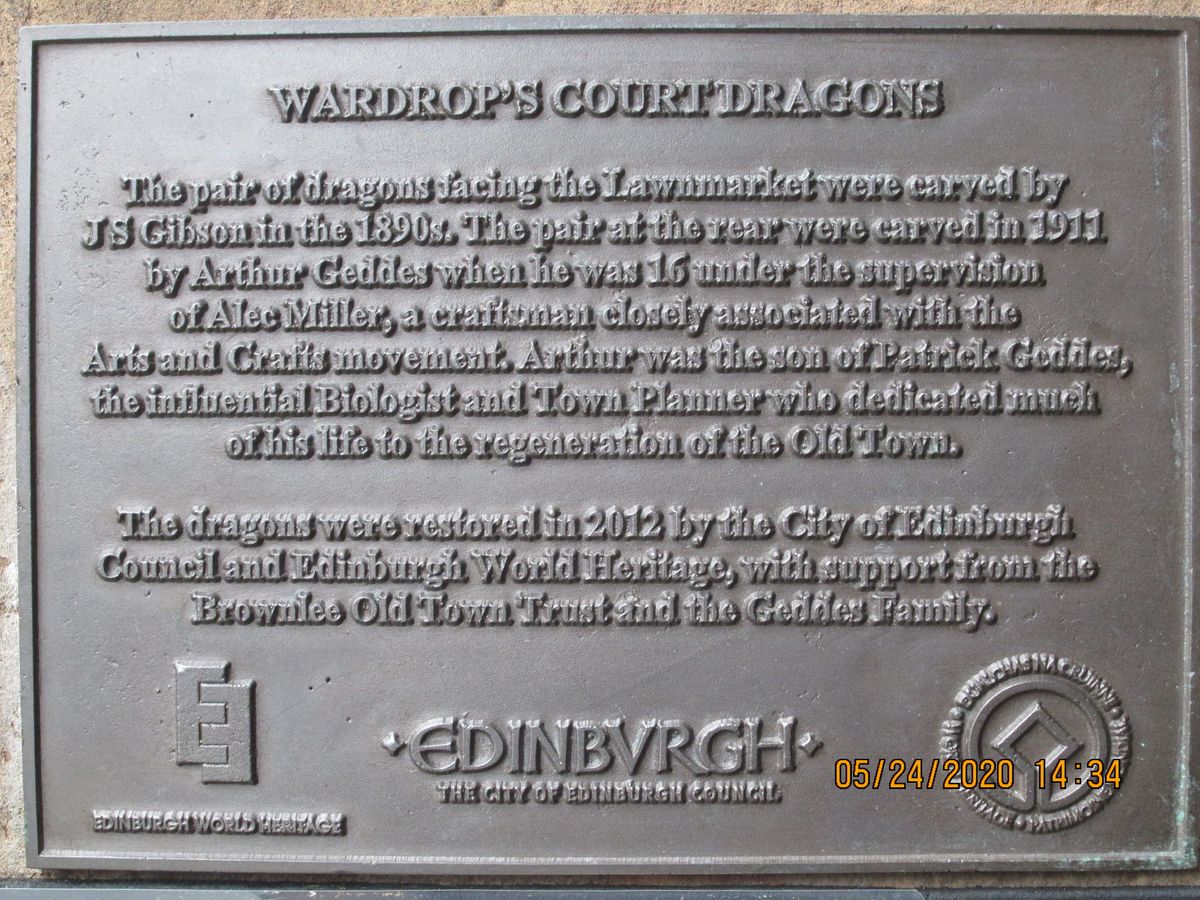 WARDROP'S COURT DRAGONS
The pair of dragons facing the Lawnmarket were carved by
J S Gibson in the 1890s. The pair at the rear were carved in 1911
by Arthur Geddes when he was 16 under the supervision
of Alec Miller, a craftsman closely associated with the
Arts and Crafts movement. Arthur was the son of Patrick Geddes,
the influential Biologist and Town Planner who dedicated much
of his life to the regeneration of the Old Town.
The dragons were restored in 2012 by the City of Edinburgh
Council and Edinburgh World Heritage, with support from the
Brownlee Old Town Trust and the Geddes Family.
EDINBURGH WORLD HERITAGE
EDINBVRGH
THE CITY OF EDINBURGH COUNCIL
NA CRUINNE
05/24/2020 14:34